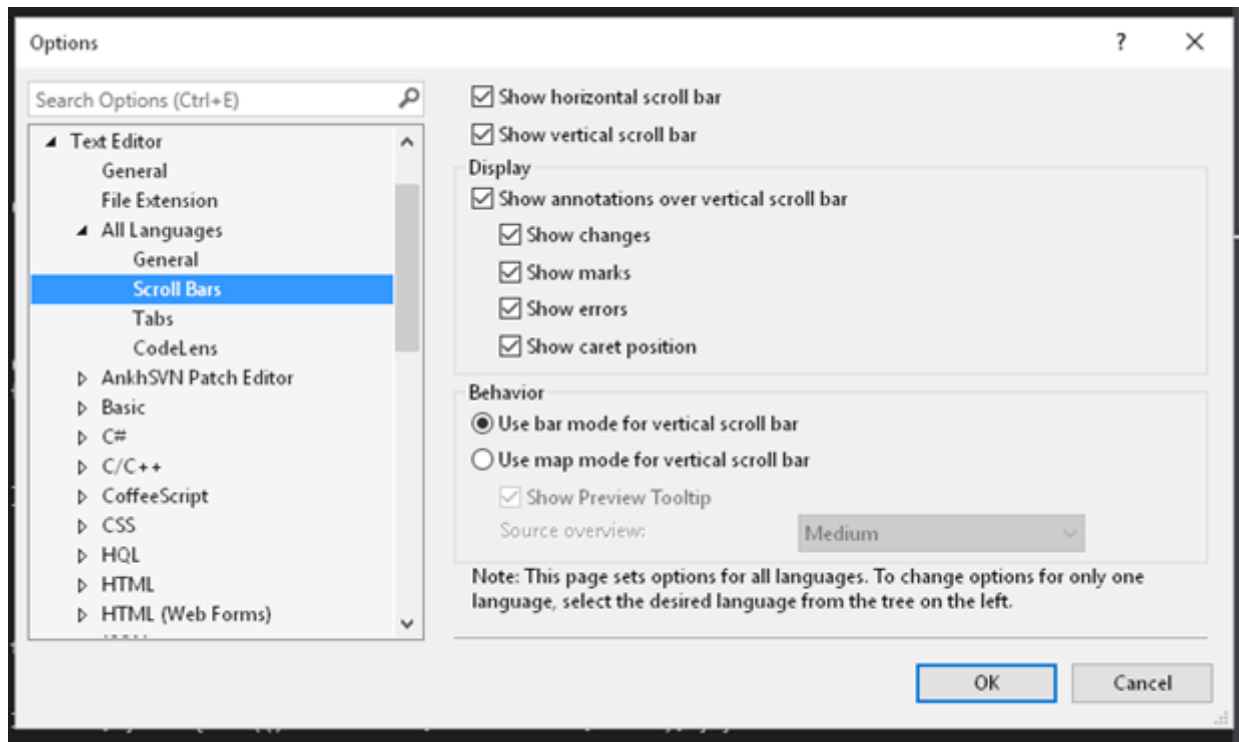 Options
?
Search Options (Ctrl+E)
Text Editor
General
File Extension
All Languages
General
Scroll Bars
Tabs
CodeLens
AnkhSVN Patch Editor
Basic
C#
C/C++
CoffeeScript
CSS
HQL
HTML
HTML (Web Forms)
Show horizontal scroll bar
Show vertical scroll bar
Display
Show annotations over vertical scroll bar
Show changes
Show marks
Show errors
Show caret position
Behavior
Use bar mode for vertical scroll bar
Use map mode for vertical scroll bar
Show Preview Tooltip
Source overview:
Medium
Note: This page sets options for all languages. To change options for only one
language, select the desired language from the tree on the left.
OK
Cancel